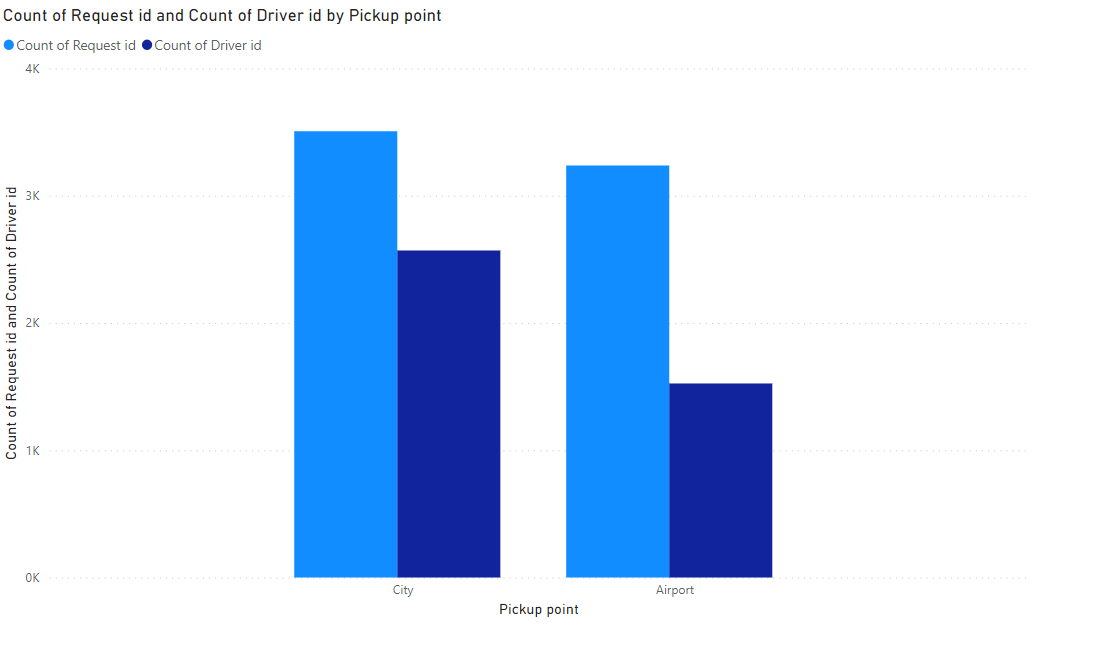 Count of Request id and Count of Driver id by Pickup point
Count of Request id Count of Driver id
4K
3K
2K
1K
0K
Count of Request id and Count of Driver id
City Airport
Pickup point